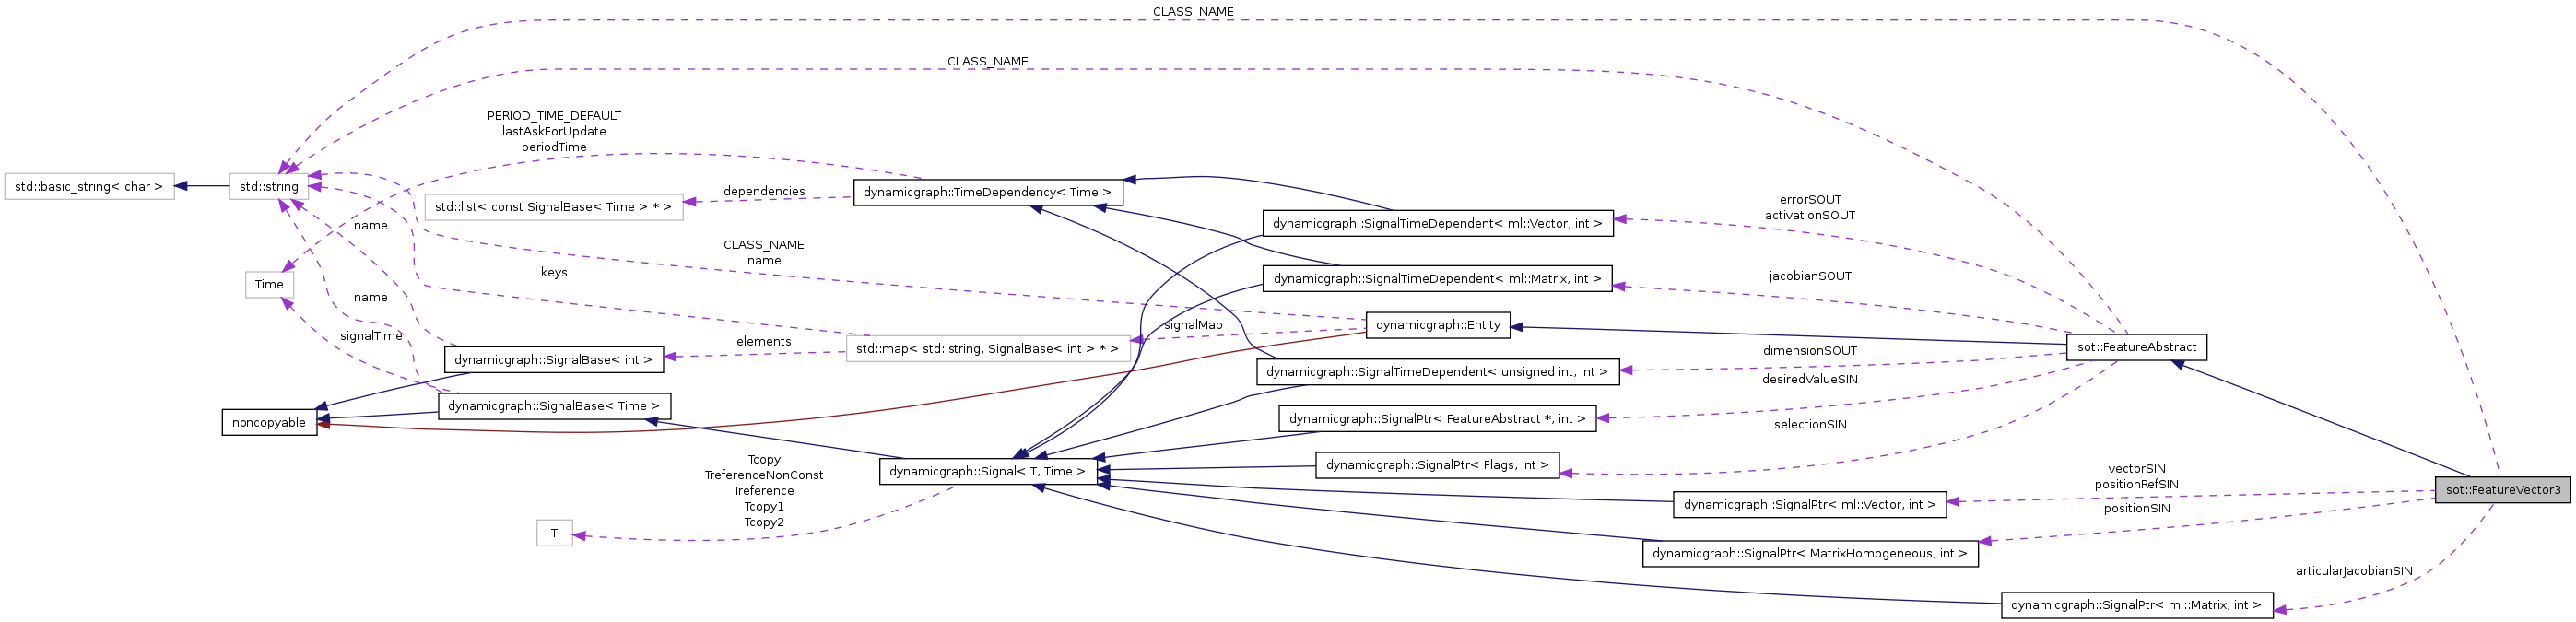 CLASS_NAME
CLASS_NAME
PERIOD_TIME_DEFAULT
lastAskForUpdate
periodTime
std::basic_string< char >
std::string
std::list< const SignalBase< Time > * >
dependencies
dynamicgraph::TimeDependency< Time >
dynamicgraph::SignalTimeDependent< ml::Vector, int >
errorSOUT
activationSOUT
name
CLASS_NAME
name
keys
Time
dynamicgraph::SignalTimeDependent< ml::Matrix, int >
jacobianSOUT
name
signalTime
signalMap
dynamicgraph::Entity
elements
std::map< std::string, SignalBase< int > * >
sot::FeatureAbstract
dynamicgraph::SignalBase< int >
dimensionSOUT
dynamicgraph::SignalTimeDependent< unsigned int, int >
desiredValueSIN
dynamicgraph::SignalBase< Time >
noncopyable
dynamicgraph::SignalPtr< FeatureAbstract *, int >
selectionSIN
Tcopy
TreferenceNonConst
Treference
Tcopy1
Tcopy2
dynamicgraph::Signal< T, Time >
dynamicgraph::SignalPtr< Flags, int >
vectorSIN
positionRefSIN
positionSIN
sot::FeatureVector3
dynamicgraph::SignalPtr< ml::Vector, int >
T
dynamicgraph::SignalPtr< MatrixHomogeneous, int >
articularJacobianSIN
dynamicgraph::SignalPtr< ml::Matrix, int >